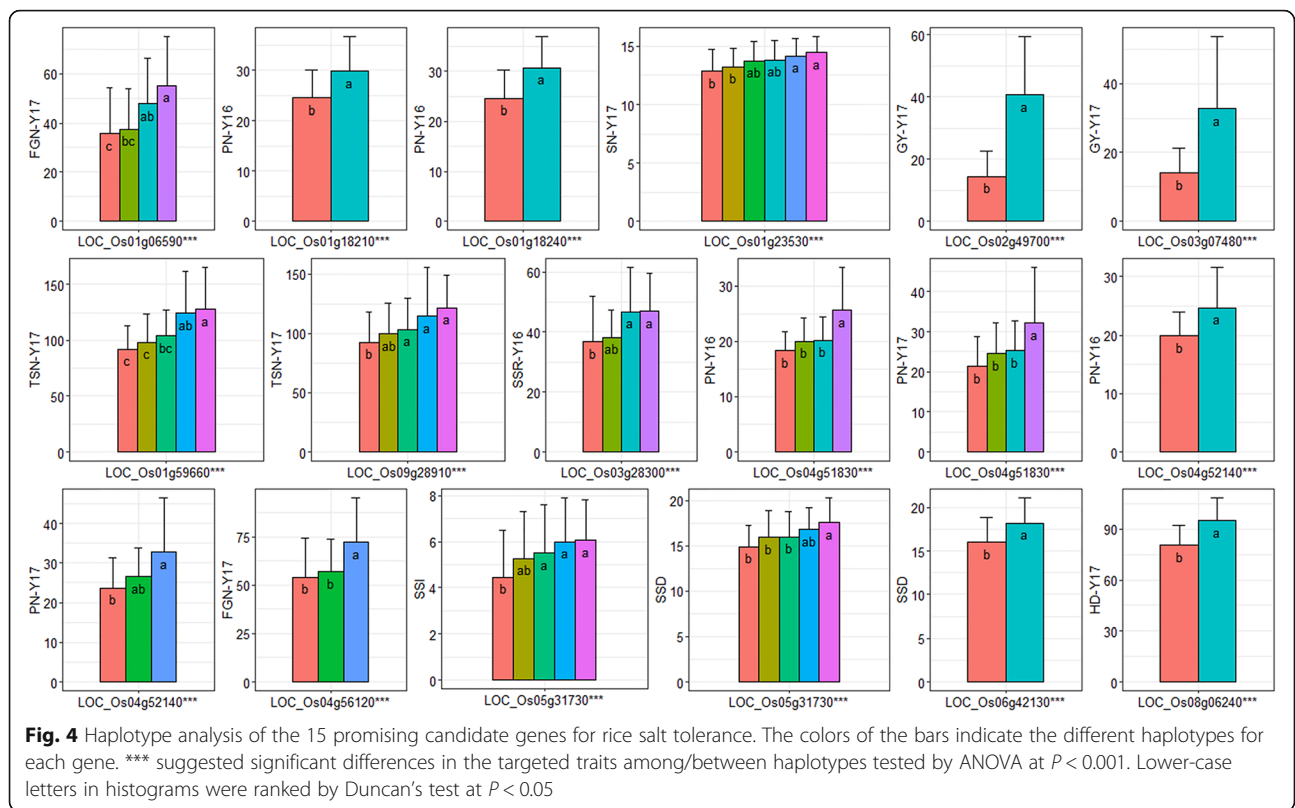 FGN-Y17
60
40
20
0
c
bc
ab
a
LOC_Os01g06590***
PN-Y16
30
20
10
0
b
a
LOC_Os01g18210***
PN-Y16
30
20
10
0
b
a
LOC_Os01g18240***
SN-Y17
15
10
5
0
b
b
ab
ab
a
a
LOC_Os01g23530***
GY-Y17
60
40
20
0
b
a
LOC_Os02g49700***
GY-Y17
60
40
20
0
b
a
LOC_Os03g07480***
TSN-Y17
150
100
50
0
c
c
bc
ab
a
LOC_Os01g59660***
TSN-Y17
150
100
50
0
b
ab
a
a
a
LOC_Os09g28910***
SSR-Y16
60
40
20
0
b
ab
a
a
LOC_Os03g28300***
PN-Y16
30
20
10
0
b
b
b
a
LOC_Os04g51830***
PN-Y17
40
30
20
10
0
b
b
b
a
LOC_Os04g51830***
PN-Y16
30
20
10
0
b
a
LOC_Os04g52140***
PN-Y17
40
30
20
10
0
b
ab
a
LOC_Os04g52140***
FGN-Y17
75
50
25
0
b
b
a
LOC_Os04g56120***
SSI
8
6
4
2
0
b
ab
a
a
a
LOC_Os05g31730***
SSD
20
15
10
5
0
b
b
b
ab
a
LOC_Os05g31730***
SSD
20
15
10
5
0
b
a
LOC_Os06g42130***
HD-Y17
90
60
30
0
b
a
LOC_Os08g06240***
Fig. 4 Haplotype analysis of the 15 promising candidate genes for rice salt tolerance. The colors of the bars indicate the different haplotypes for
each gene. *** suggested significant differences in the targeted traits among/between haplotypes tested by ANOVA at P < 0.001. Lower-case
letters in histograms were ranked by Duncan's test at P < 0.05